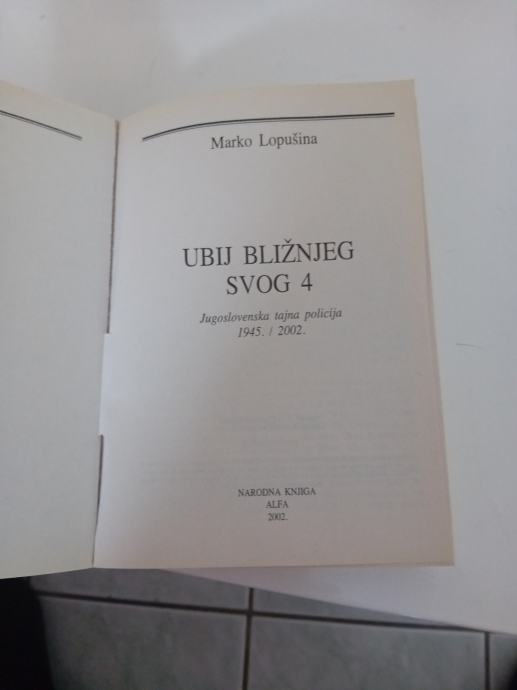 Marko Lopušina
UBIJ BLIŽNJEG
SVOG 4
Jugoslovenska tajna policija
1945. / 2002.
NARODNA KNJIGA
ALFA
2002.